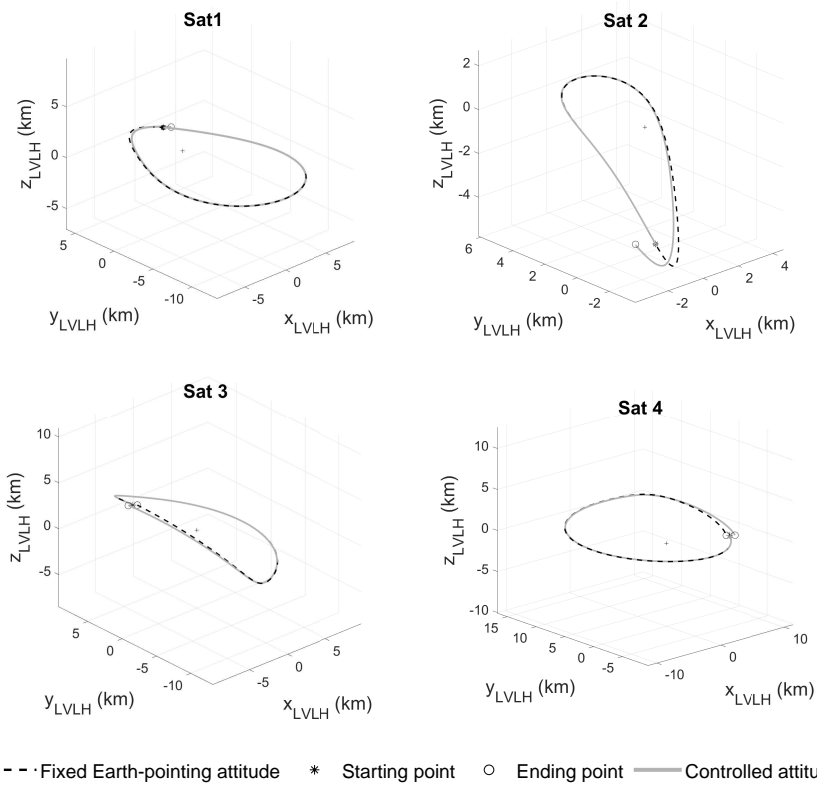 Sat1
5
0
-5
z_LVLH (km)
5
0
-5
-10
y_LVLH (km)
-5
0
5
x_LVLH (km)
Sat 2
2
0
-2
-4
z_LVLH (km)
6
4
2
0
-2
y_LVLH (km)
-2
0
2
4
x_LVLH (km)
Sat 3
10
5
0
-5
z_LVLH (km)
5
0
-5
-10
y_LVLH (km)
-5
0
5
x_LVLH (km)
Sat 4
10
5
0
-5
-10
z_LVLH (km)
15
10
5
0
-5
y_LVLH (km)
-10
0
10
x_LVLH (km)
Fixed Earth-pointing attitude
Starting point
Ending point
Controlled attitu